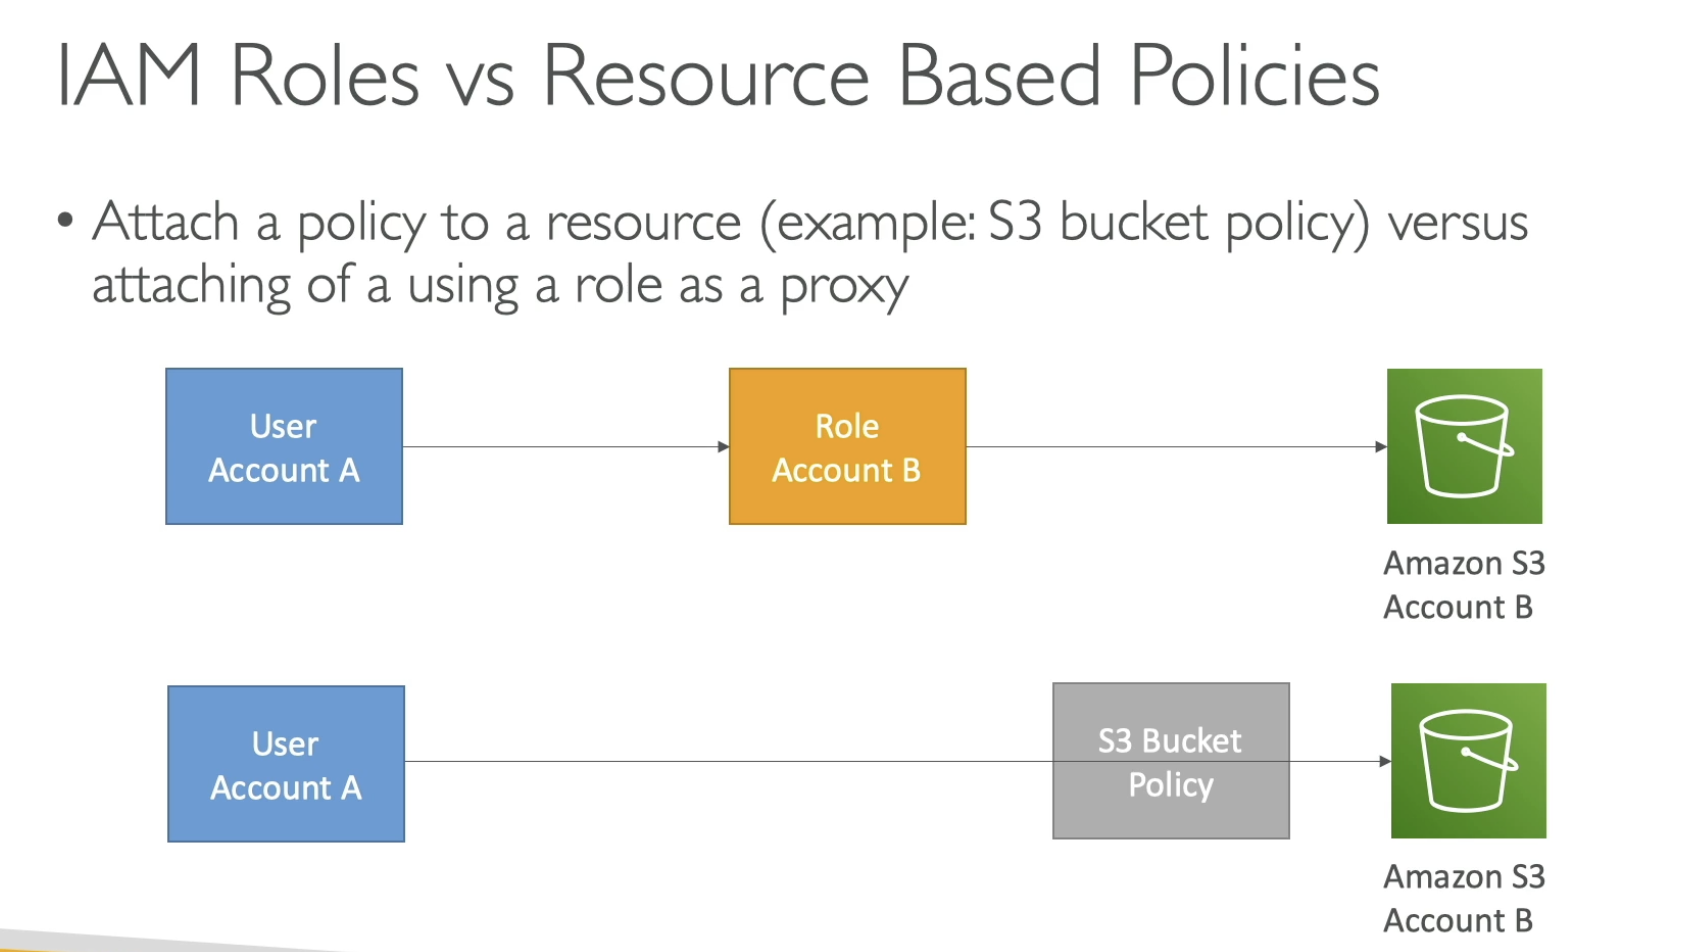 IAM Roles vs Resource Based Policies
• Attach a policy to a resource (example: S3 bucket policy) versus
attaching of a using a role as a proxy
User
Account A
Role
Account B
Amazon S3
Account B
User
Account A
S3 Bucket
Policy
Amazon S3
Account B